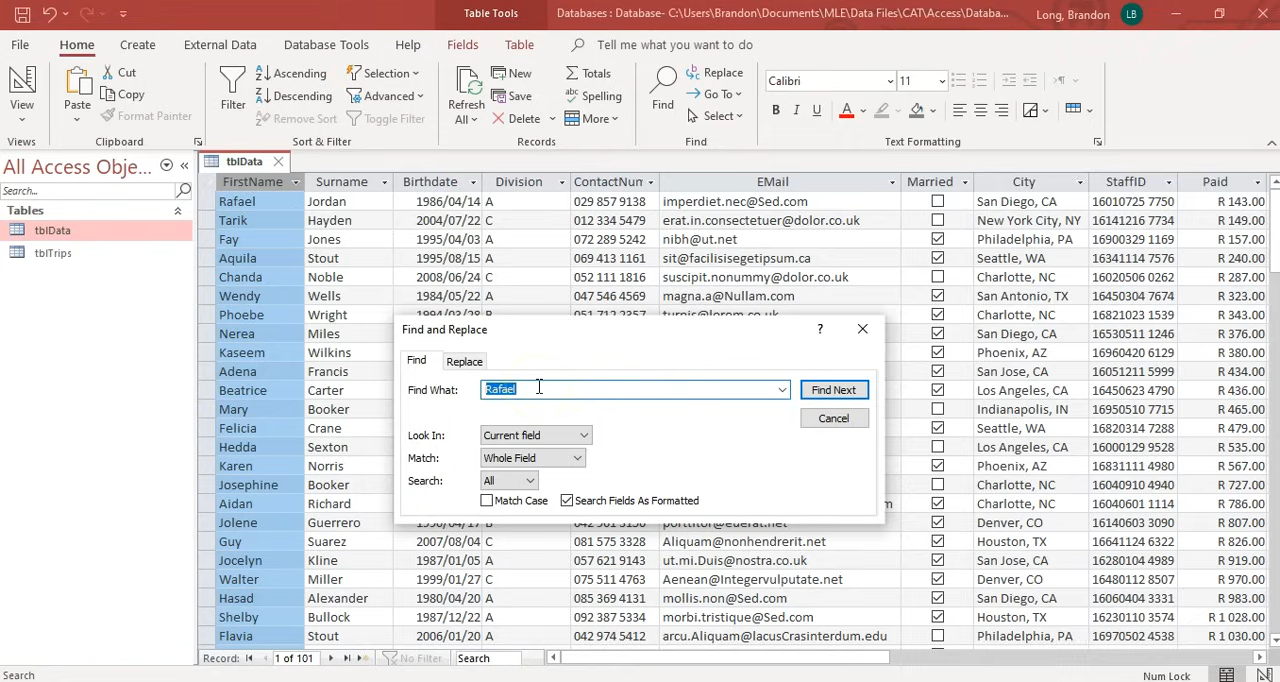 Table Tools
Databases : Database- C:\Users\Brandon\Documents\MLE\Data Files\CAT\Access\Databa...
Long, Brandon LB
File Home Create External Data Database Tools Help Fields Table Tell me what you want to do
View
Views
Paste
Cut
Copy
Format Painter
Clipboard
Filter
Ascending
Descending
Remove Sort
Selection
Advanced
Toggle Filter
Sort & Filter
Refresh
All
New
Save
Delete
Totals
Spelling
More
Records
Find
Replace
Go To
Select
Find
Calibri 11
B I U A
Text Formatting
All Access Obje...
Search...
Tables
tblData
tblTrips
tblData
FirstName Surname Birthdate Division ContactNum EMail Married City StaffID Paid
Rafael Jordan 1986/04/14 A 029 857 9138 imperdiet.nec@Sed.com San Diego, CA 16010725 7750 R 143.00
Tarik Hayden 2004/07/22 C 012 334 5479 erat.in.consectetuer@dolor.co.uk New York City, NY 16141216 7734 R 149.00
Fay Jones 1995/04/03 A 072 289 5242 nibh@ut.net Philadelphia, PA 16900329 1169 R 157.00
Aquila Stout 1995/08/15 A 069 413 1161 sit@facilisisegetipsum.ca Seattle, WA 16341114 7576 R 240.00
Chanda Noble 2008/06/24 C 052 111 1816 suscipit.nonummy@dolor.co.uk Charlotte, NC 16020506 0262 R 287.00
Wendy Wells 1984/05/22 A 047 546 4569 magna.a@Nullam.com San Antonio, TX 16450304 7674 R 323.00
Phoebe Wright Charlotte, NC 16821023 1539 R 343.00
Nerea Miles San Diego, CA 16530511 1246 R 376.00
Kaseem Wilkins Phoenix, AZ 16960420 4380 R 379.00
Adena Francis San Jose, CA 16051211 5999 R 434.00
Beatrice Carter Los Angeles, CA 16450623 4790 R 436.00
Mary Booker Indianapolis, IN 16950510 7715 R 465.00
Felicia Crane Seattle, WA 16820314 7288 R 477.00
Hedda Sexton Los Angeles, CA 16000129 9528 R 535.00
Karen Norris Phoenix, AZ 16831111 4980 R 567.00
Josephine Booker Charlotte, NC 16040910 4940 R 727.00
Aidan Richard m Charlotte, NC 16040601 1114 R 786.00
Jolene Guerrero Denver, CO 16140603 3090 R 807.00
Guy Suarez 2007/08/04 C 081 575 3328 Aliquam@nonhendrerit.net Houston, TX 16641124 6322 R 826.00
Jocelyn Kline 1987/01/05 A 057 621 9143 ut.mi.Duis@nostra.co.uk San Jose, CA 16280104 4989 R 919.00
Walter Miller 1999/01/27 C 075 511 4763 Aenean@Integervulputate.net Denver, CO 16480112 8507 R 970.00
Hasad Alexander 1980/04/04 A 085 369 4131 mollis.non@Sed.com San Diego, CA 16060404 3331 R 983.00
Shelby Bullock 1987/12/22 A 092 387 5334 morbi.tristique@Sed.com Houston, TX 16230713 1574 R 1 028.00
Flavia Stout 2006/01/20 A 042 974 5412 arcu.Aliquam@lacusCrasinterdum.edu Philadelphia, PA 16970502 4538 R 1 030.00
Find and Replace
? ×
Find Replace
Find What: Rafael Find Next
Cancel
Look In: Current field
Match: Whole Field
Search: All
Match Case Search Fields As Formatted
Record: 1 of 101 No Filter Search
Search Num Lock